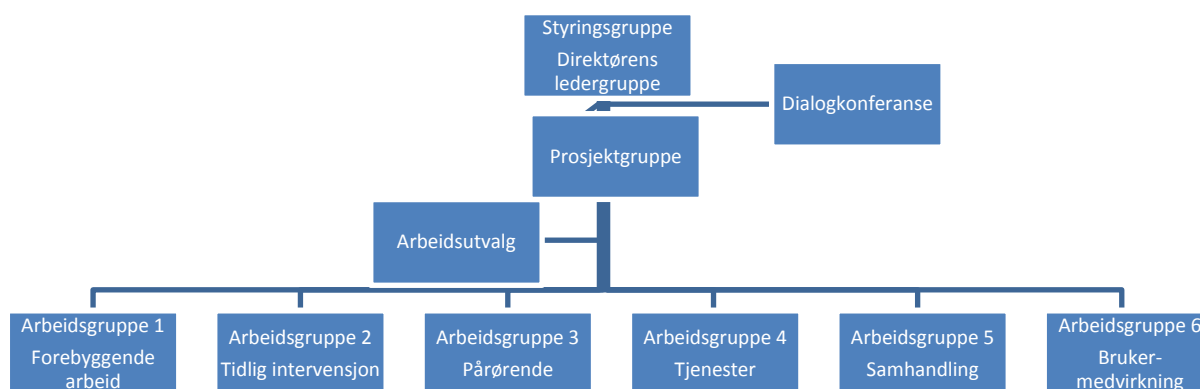 Styringsgruppe
Direktørens
ledergruppe
Dialogkonferanse
Prosjektgruppe
Arbeidsutvalg
Arbeidsgruppe 1
Forebyggende
arbeid
Arbeidsgruppe 2
Tidlig intervensjon
Arbeidsgruppe 3
Pårørende
Arbeidsgruppe 4
Tjenester
Arbeidsgruppe 5
Samhandling
Arbeidsgruppe 6
Bruker-
medvirkning